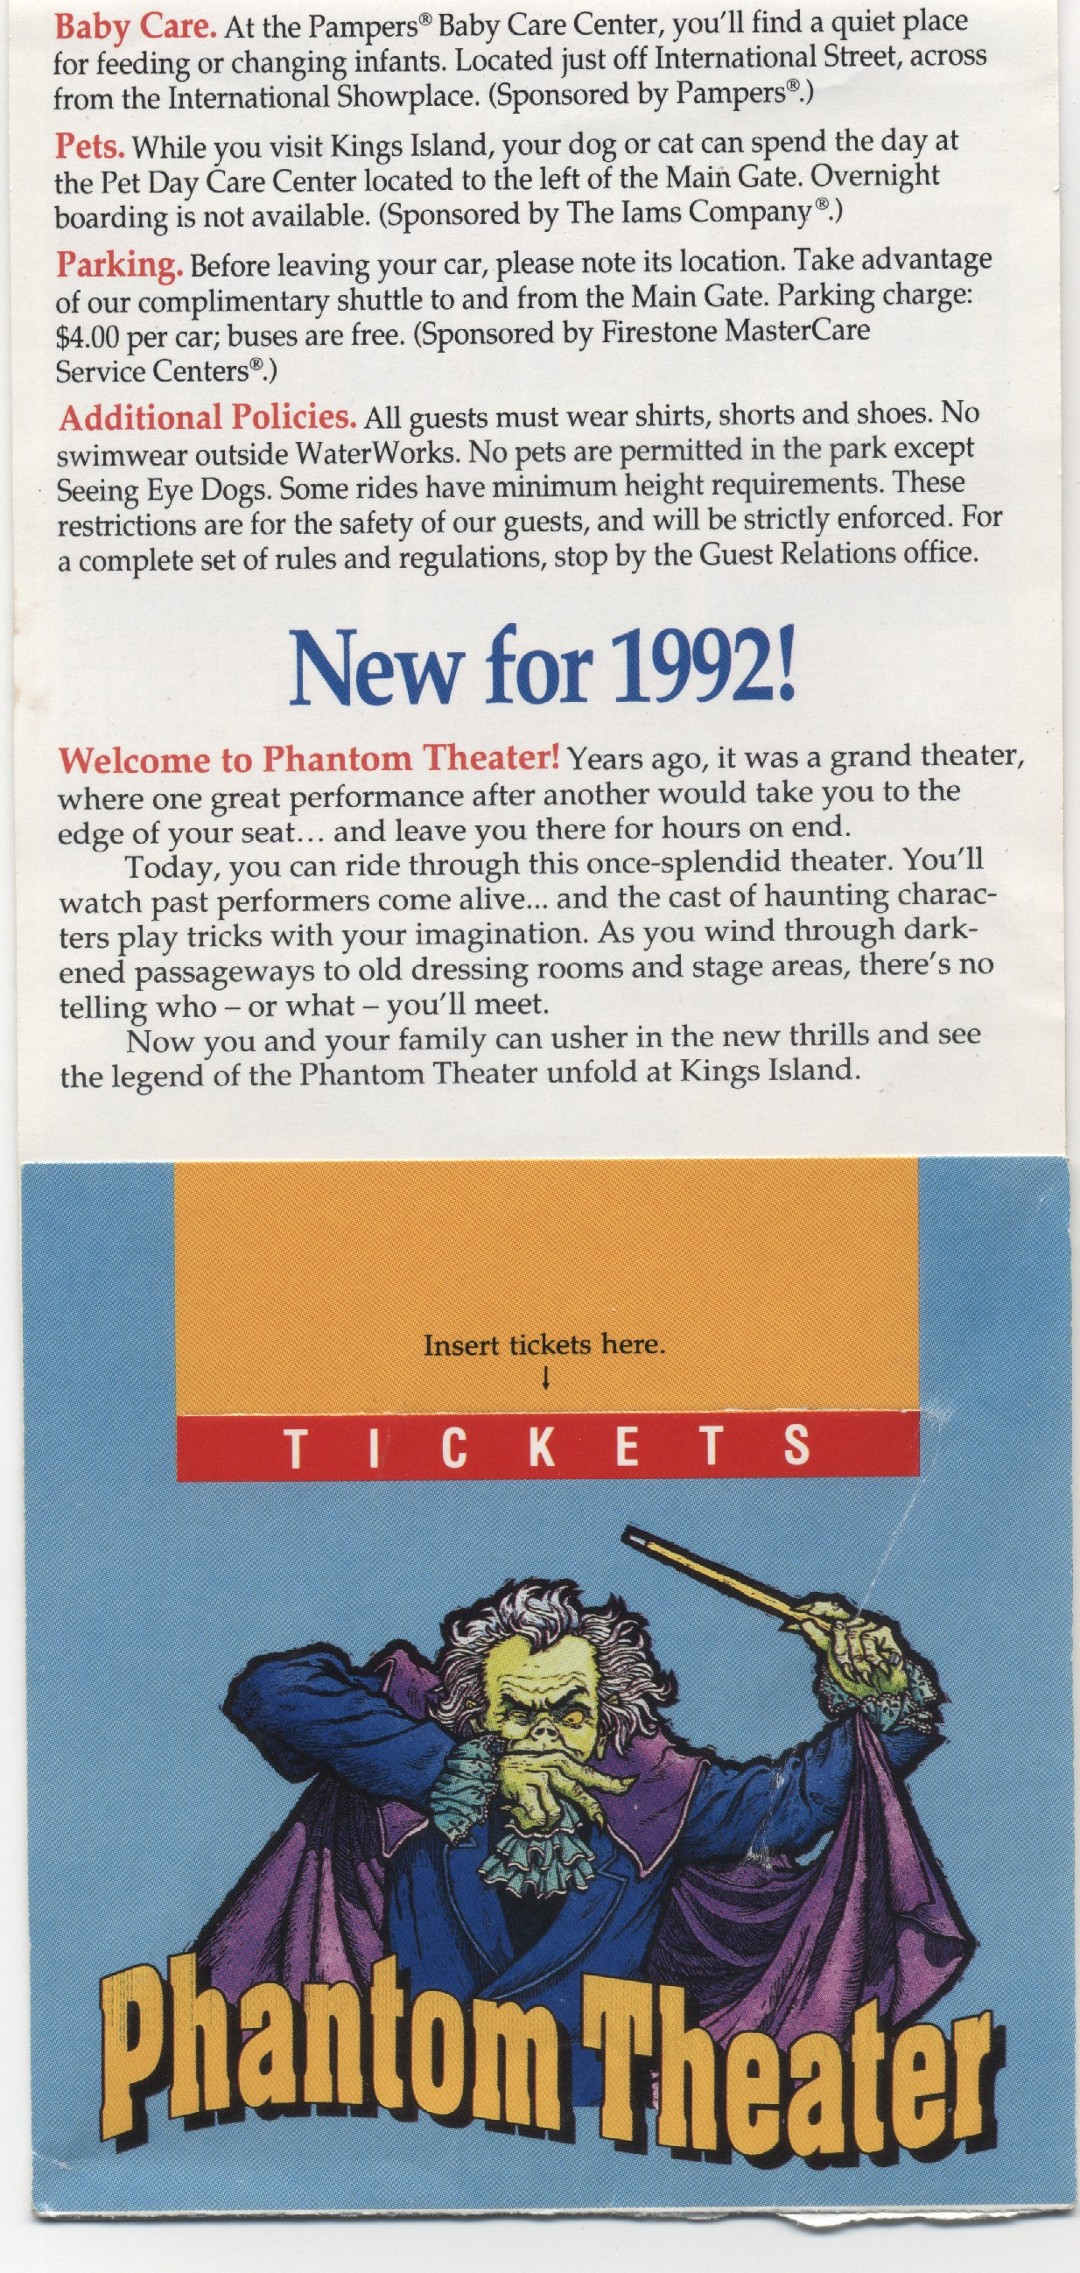 Baby Care. At the Pampers® Baby Care Center, you'll find a quiet place
for feeding or changing infants. Located just off International Street, across
from the International Showplace. (Sponsored by Pampers®.)
Pets. While you visit Kings Island, your dog or cat can spend the day at
the Pet Day Care Center located to the left of the Main Gate. Overnight
boarding is not available. (Sponsored by The Iams Company®.)
Parking. Before leaving your car, please note its location. Take advantage
of our complimentary shuttle to and from the Main Gate. Parking charge:
$4.00 per car; buses are free. (Sponsored by Firestone MasterCare
Service Centers®.)
Additional Policies. All guests must wear shirts, shorts and shoes. No
swimwear outside WaterWorks. No pets are permitted in the park except
Seeing Eye Dogs. Some rides have minimum height requirements. These
restrictions are for the safety of our guests, and will be strictly enforced. For
a complete set of rules and regulations, stop by the Guest Relations office.
New for 1992!
Welcome to Phantom Theater! Years ago, it was a grand theater,
where one great performance after another would take you to the
edge of your seat... and leave you there for hours on end.
Today, you can ride through this once-splendid theater. You'll
watch past performers come alive... and the cast of haunting charac-
ters play tricks with your imagination. As you wind through dark-
ened passageways to old dressing rooms and stage areas, there's no
telling who – or what – you'll meet.
Now you and your family can usher in the new thrills and see
the legend of the Phantom Theater unfold at Kings Island.
Insert tickets here.
↓
TICKETS
Phantom Theater